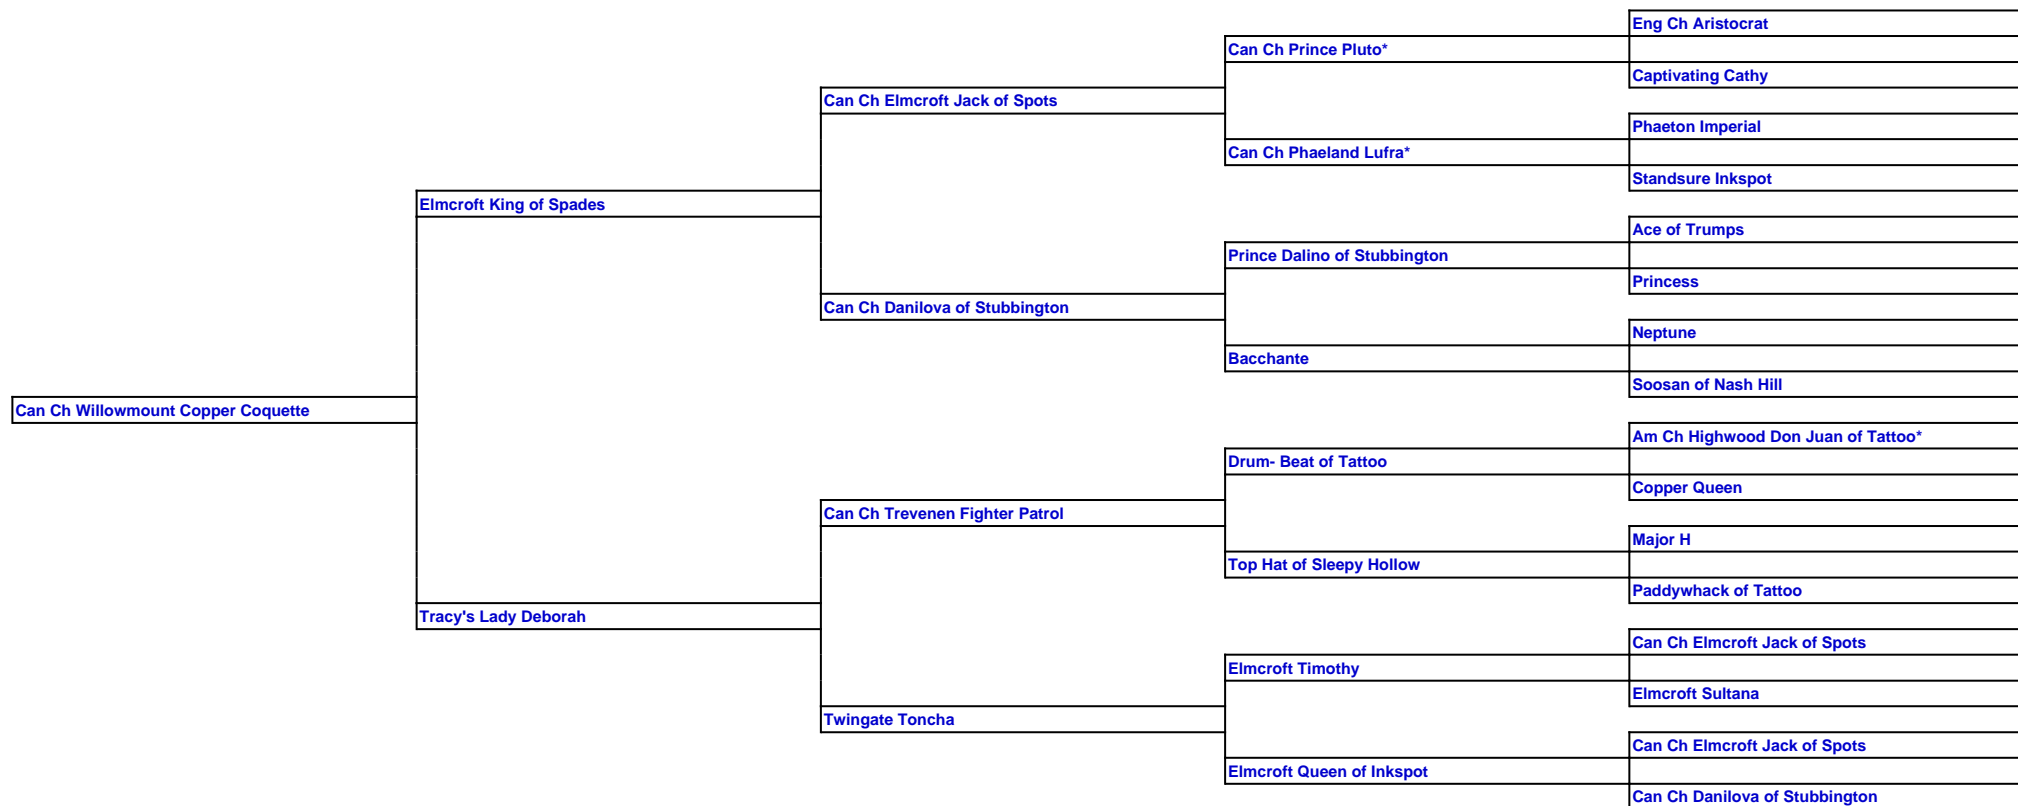 Eng Ch Aristocrat
Can Ch Prince Pluto*
Captivating Cathy
Can Ch Elmcroft Jack of Spots
Phaeton Imperial
Can Ch Phaeland Lufra*
Standsure Inkspot
Elmcroft King of Spades
Ace of Trumps
Prince Dalino of Stubbington
Princess
Can Ch Danilova of Stubbington
Neptune
Bacchante
Soosan of Nash Hill
Can Ch Willowmount Copper Coquette
Am Ch Highwood Don Juan of Tattoo*
Drum- Beat of Tattoo
Copper Queen
Can Ch Trevenen Fighter Patrol
Major H
Top Hat of Sleepy Hollow
Paddywhack of Tattoo
Tracy's Lady Deborah
Can Ch Elmcroft Jack of Spots
Elmcroft Timothy
Elmcroft Sultana
Twingate Toncha
Can Ch Elmcroft Jack of Spots
Elmcroft Queen of Inkspot
Can Ch Danilova of Stubbington